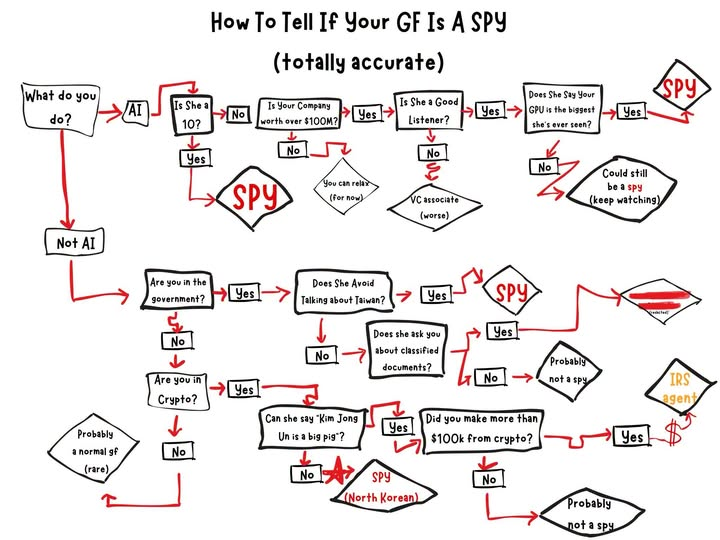 How To Tell If Your GF Is A SPY
(totally accurate)
What do you
do?
AI
Is She a
10?
No
Is Your Company
worth over $100M?
Yes
Is She a Good
Listener?
Yes
Does She Say Your
GPU is the biggest
she's ever seen?
Yes
SPY
Yes
SPY
No
You can relax
(for now)
No
VC associate
(worse)
No
Could still
be a spy
(keep watching)
Not AI
Are you in the
government?
Yes
Does She Avoid
Talking about Taiwan?
Yes
SPY
(redacted)
No
No
Does she ask you
about classified
documents?
Yes
No
Probably
not a spy
Are you in
Crypto?
Yes
Can she say "Kim Jong
Un is a big pig"?
Yes
Did you make more than
$100k from crypto?
Yes
$
IRS
agent
Probably
a normal gf
(rare)
No
No
SPY
(North Korean)
No
Probably
not a spy